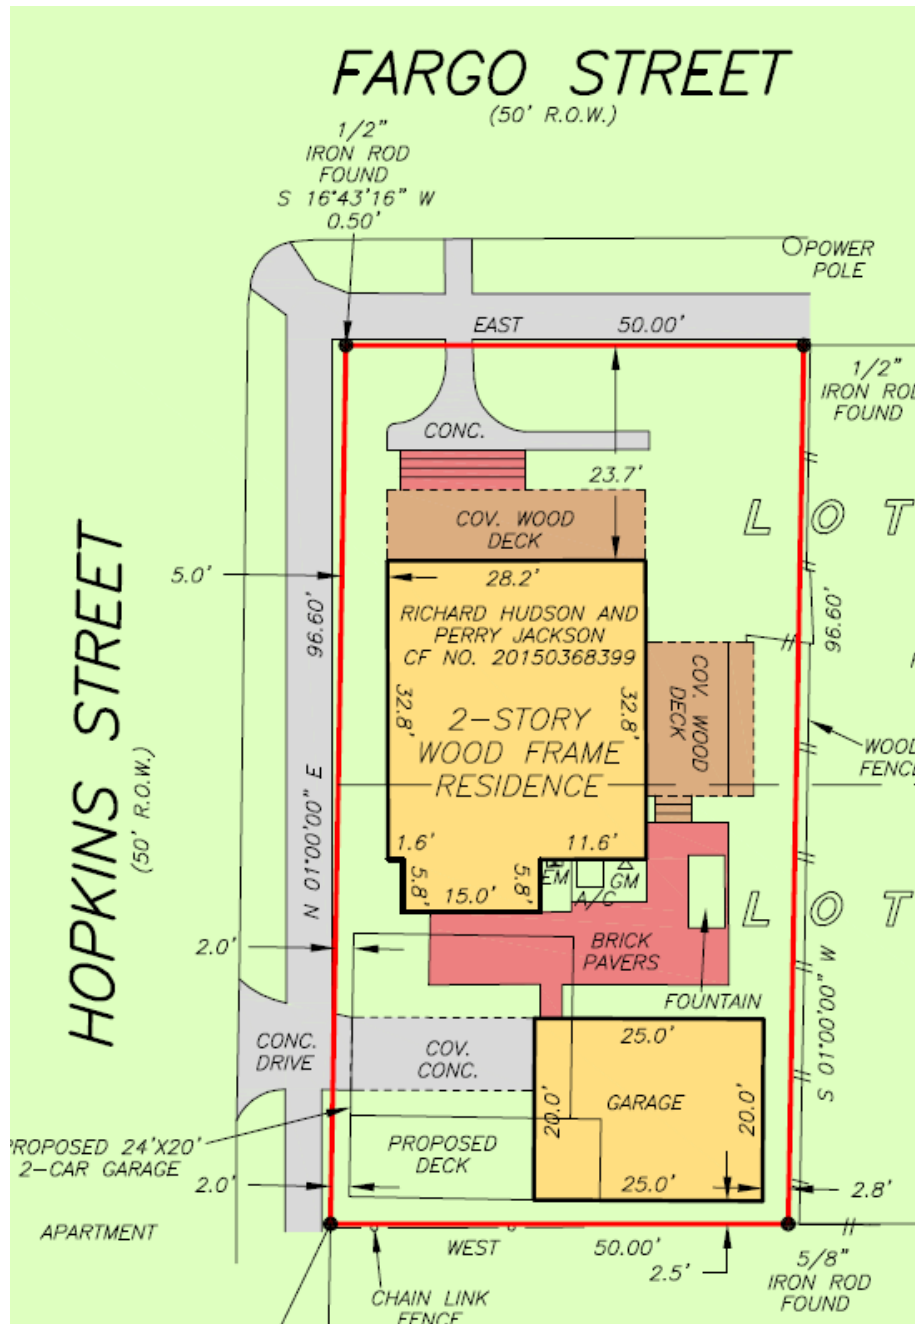 FARGO STREET
(50' R.O.W.)
1/2"
IRON ROD
FOUND
S 16°43'16" W
0.50'
POWER
POLE
EAST 50.00'
1/2"
IRON ROD
FOUND
CONC.
23.7'
COV. WOOD
DECK
L O T
5.0'
28.2'
96.60'
96.60'
RICHARD HUDSON AND
PERRY JACKSON
CF NO. 20150368399
32.8'
32.8'
2-STORY
WOOD FRAME
RESIDENCE
COV. WOOD
DECK
WOOD
FENCE
HOPKINS STREET
(50' R.O.W.)
N 01°00'00" E
1.6'
11.6'
5.8'
15.0'
5.8'
EM
A/C
GM
L O T
2.0'
BRICK
PAVERS
FOUNTAIN
S 01°00'00" W
CONC.
DRIVE
COV.
CONC.
25.0'
20.0'
GARAGE
20.0'
PROPOSED 24'X20'
2-CAR GARAGE
PROPOSED
DECK
2.0'
25.0'
2.8'
APARTMENT
WEST 50.00'
2.5'
5/8"
IRON ROD
FOUND
CHAIN LINK
FENCE